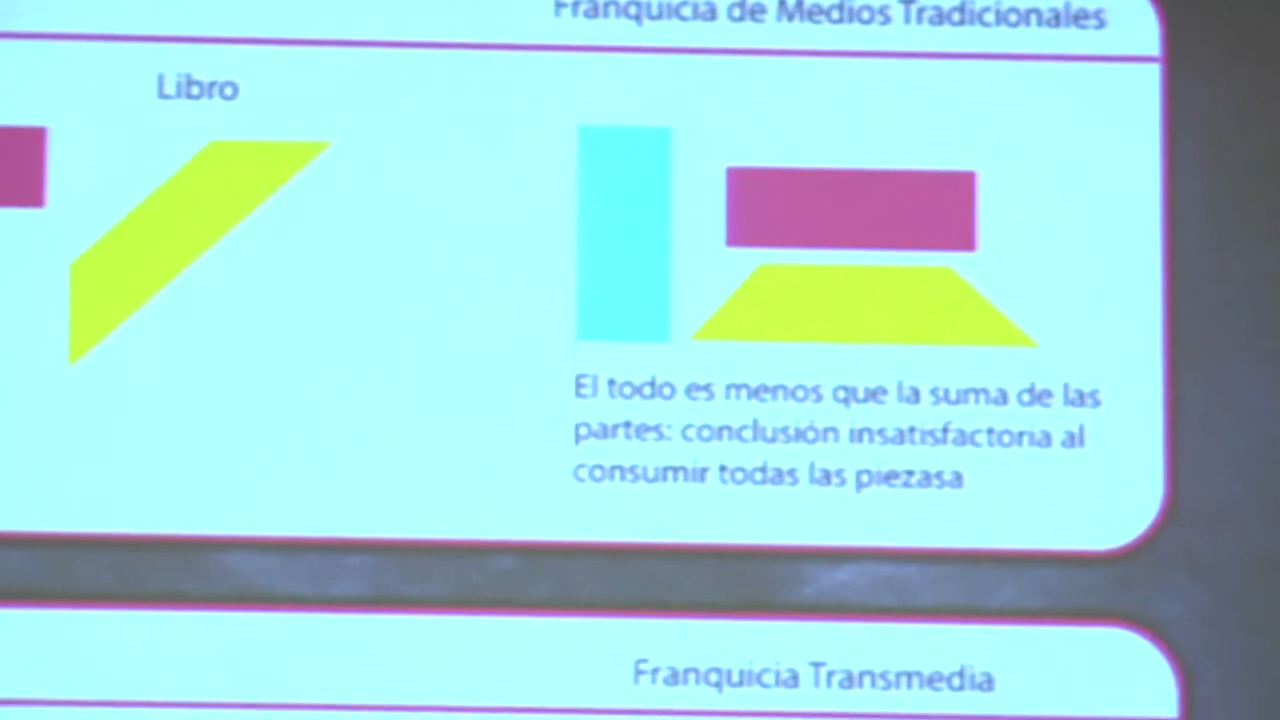 Franquicia de Medios Tradicionales
Libro
El todo es menos que la suma de las
partes: conclusión insatisfactoria al
consumir todas las piezasa
Franquicia Transmedia